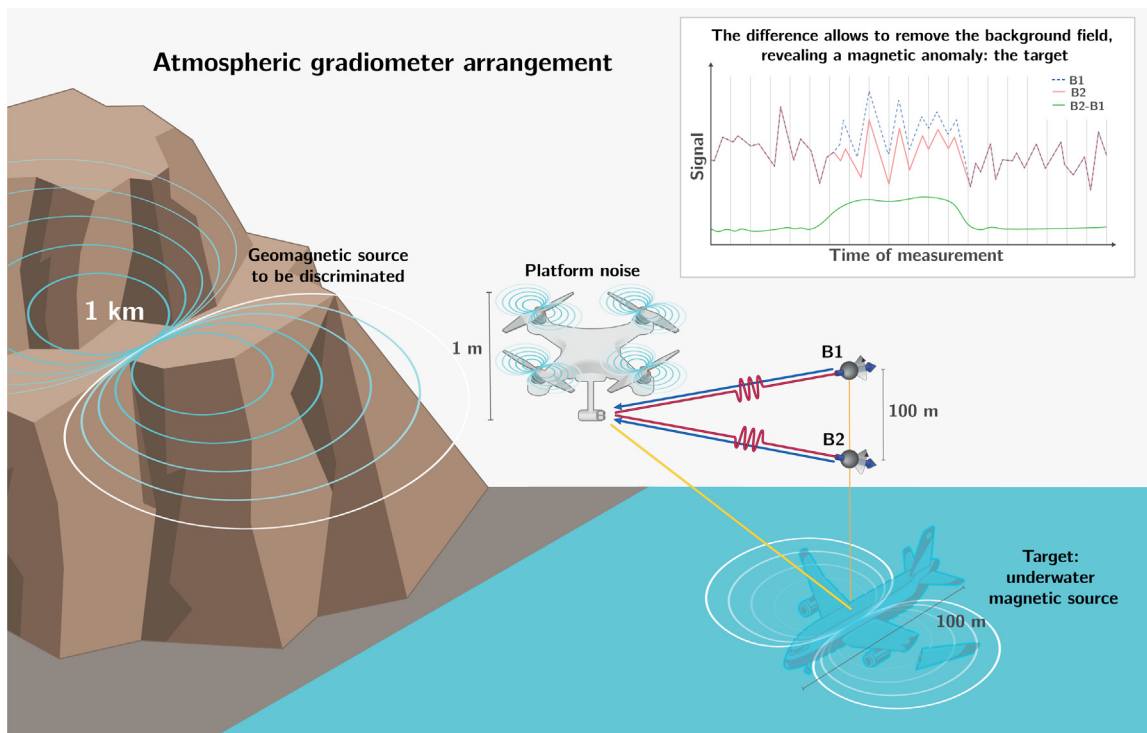 Atmospheric gradiometer arrangement
The difference allows to remove the background field,
revealing a magnetic anomaly: the target
B1
B2
B2-B1
Signal
Time of measurement
Geomagnetic source
to be discriminated
1 km
Platform noise
1 m
B1
100 m
B2
Target:
underwater
magnetic source
100 m